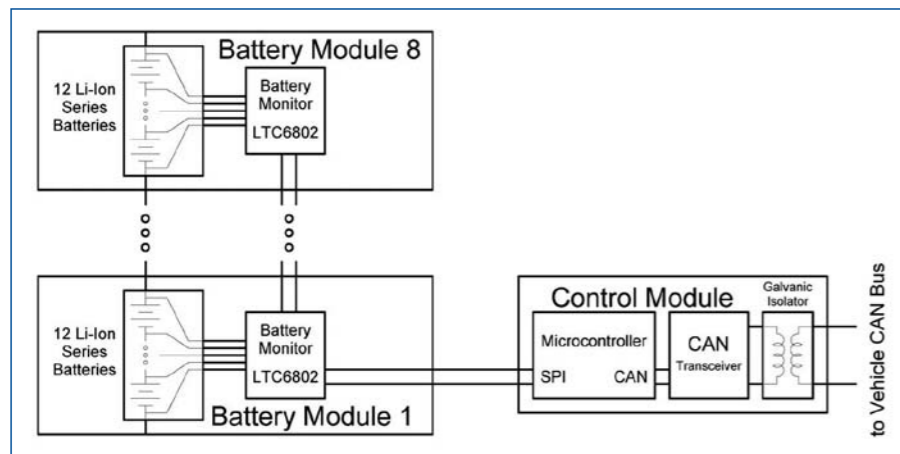 Battery Module 8
12 Li-Ion
Series
Batteries
Battery
Monitor
LTC6802
12 Li-Ion
Series
Batteries
Battery
Monitor
LTC6802
Battery Module 1
Control Module
Galvanic
Isolator
Microcontroller
SPI CAN
CAN
Transceiver
to Vehicle CAN Bus